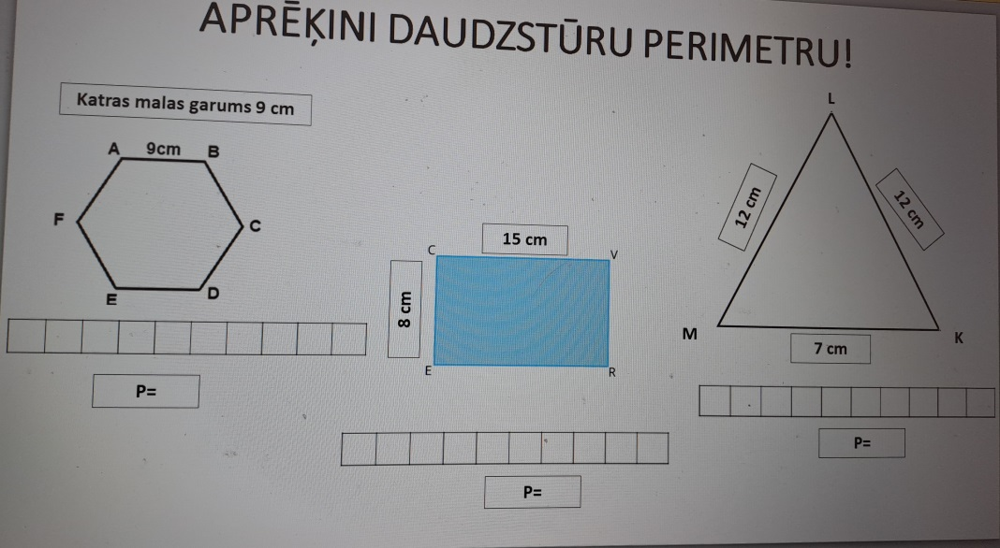 APRĒĶINI DAUDZSTŪRU PERIMETRU!
Katras malas garums 9 cm
A 9cm B
F C
E D
P=
15 cm
C V
8 cm
E R
P=
L
12 cm 12 cm
M K
7 cm
P=